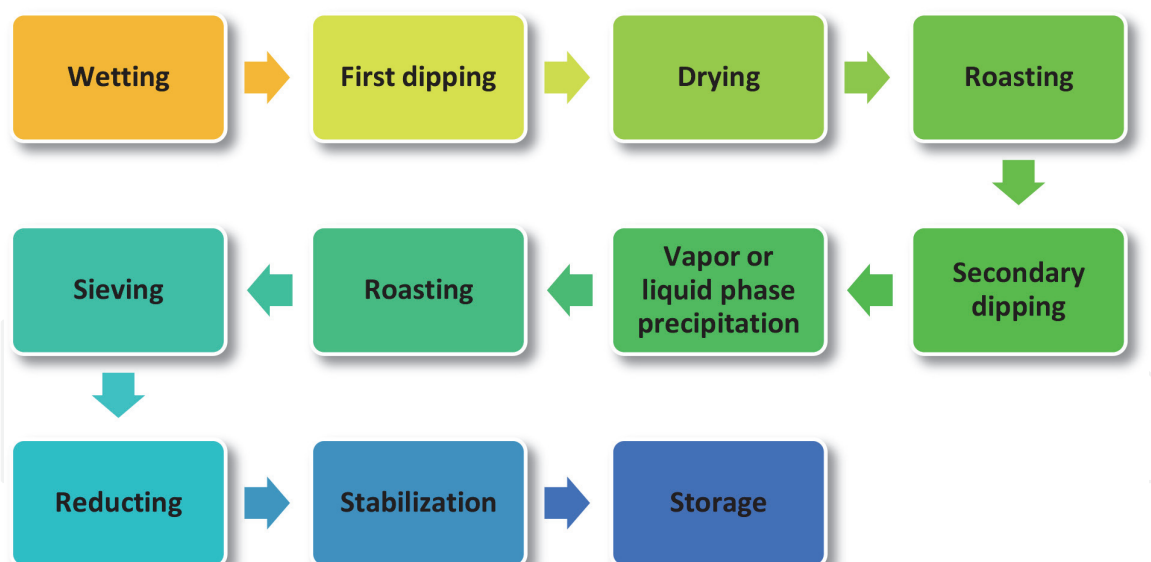 Wetting
First dipping
Drying
Roasting
Secondary
dipping
Vapor or
liquid phase
precipitation
Roasting
Sieving
Reducting
Stabilization
Storage